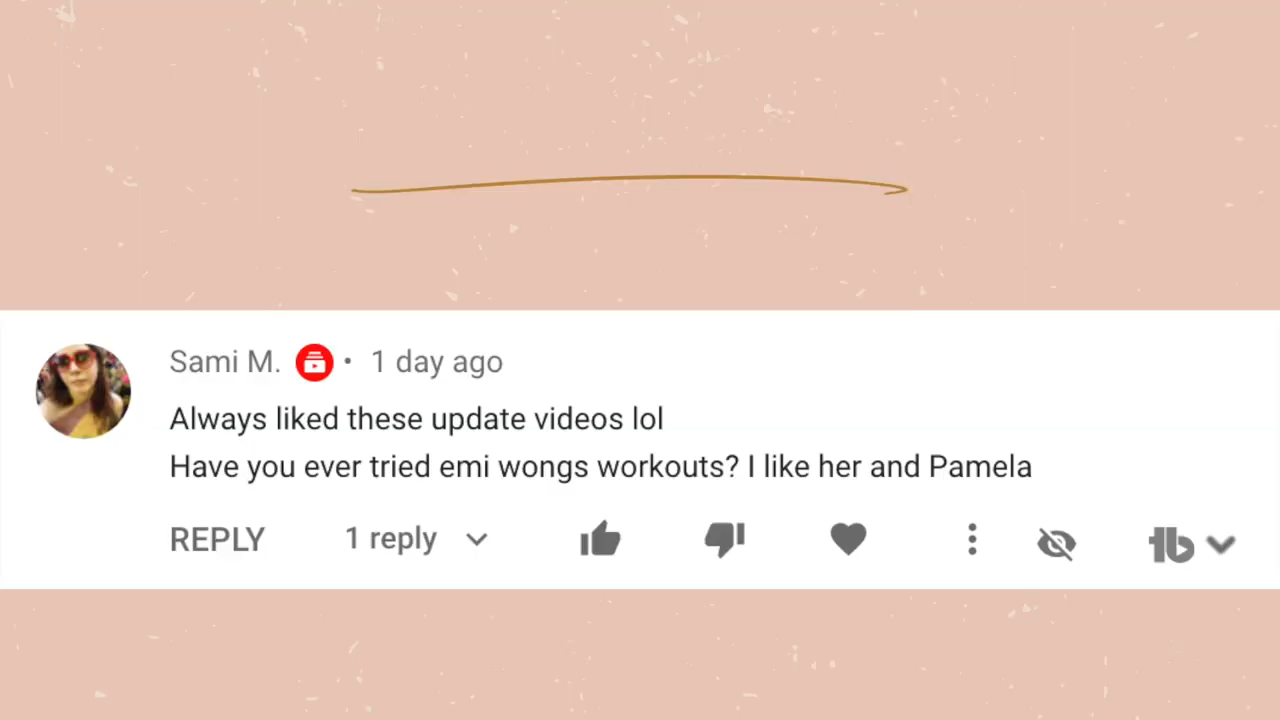 Sami M. • 1 day ago
Always liked these update videos lol
Have you ever tried emi wongs workouts? I like her and Pamela
REPLY 1 reply tb